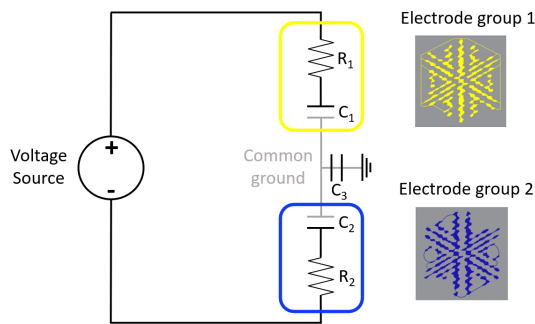 Electrode group 1
R1
C1
+
Voltage
Source
-
Common
ground
C3
Electrode group 2
C2
R2